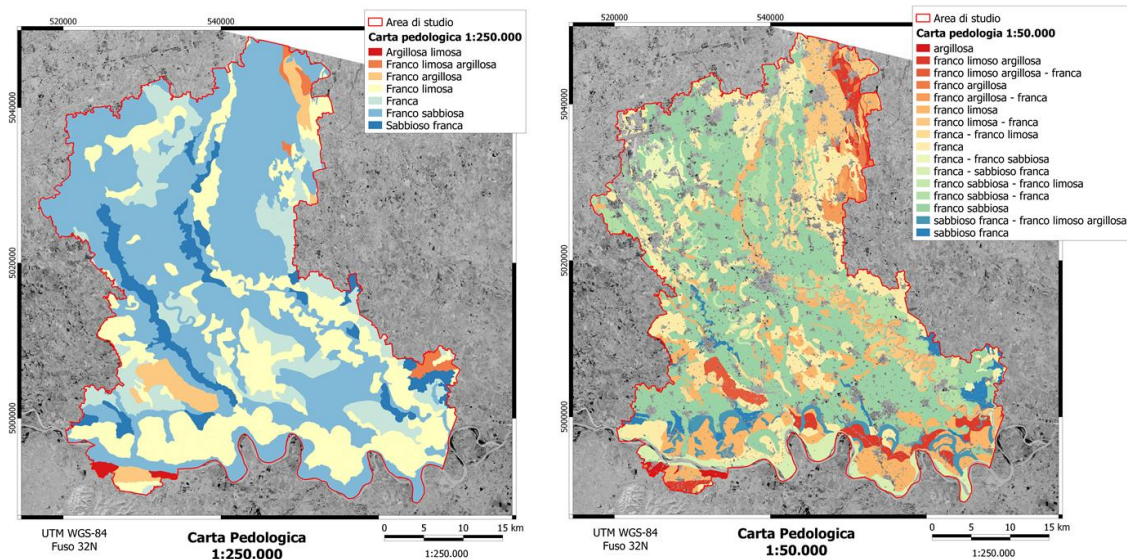 520000
540000
Area di studio
Carta pedologica 1:250.000
Argillosa limosa
Franco limosa argillosa
Franco argillosa
Franco limosa
Franca
Franco sabbiosa
Sabbioso franca
5040000
5020000
5000000
UTM WGS-84
Fuso 32N
Carta Pedologica
1:250.000
0 5 10 15 km
1:250.000
520000
540000
Area di studio
Carta pedologica 1:50.000
argillosa
franco limoso argillosa
franco limoso argillosa - franca
franco argillosa
franco argillosa - franca
franco limosa
franco limosa - franca
franca - franco limosa
franca
franca - franco sabbiosa
franca - sabbioso franca
franco sabbiosa - franco limosa
franco sabbiosa - franca
franco sabbiosa
sabbioso franca - franco limoso argillosa
sabbioso franca
5040000
5020000
5000000
UTM WGS-84
Fuso 32N
Carta Pedologica
1:50.000
0 5 10 15 km
1:250.000